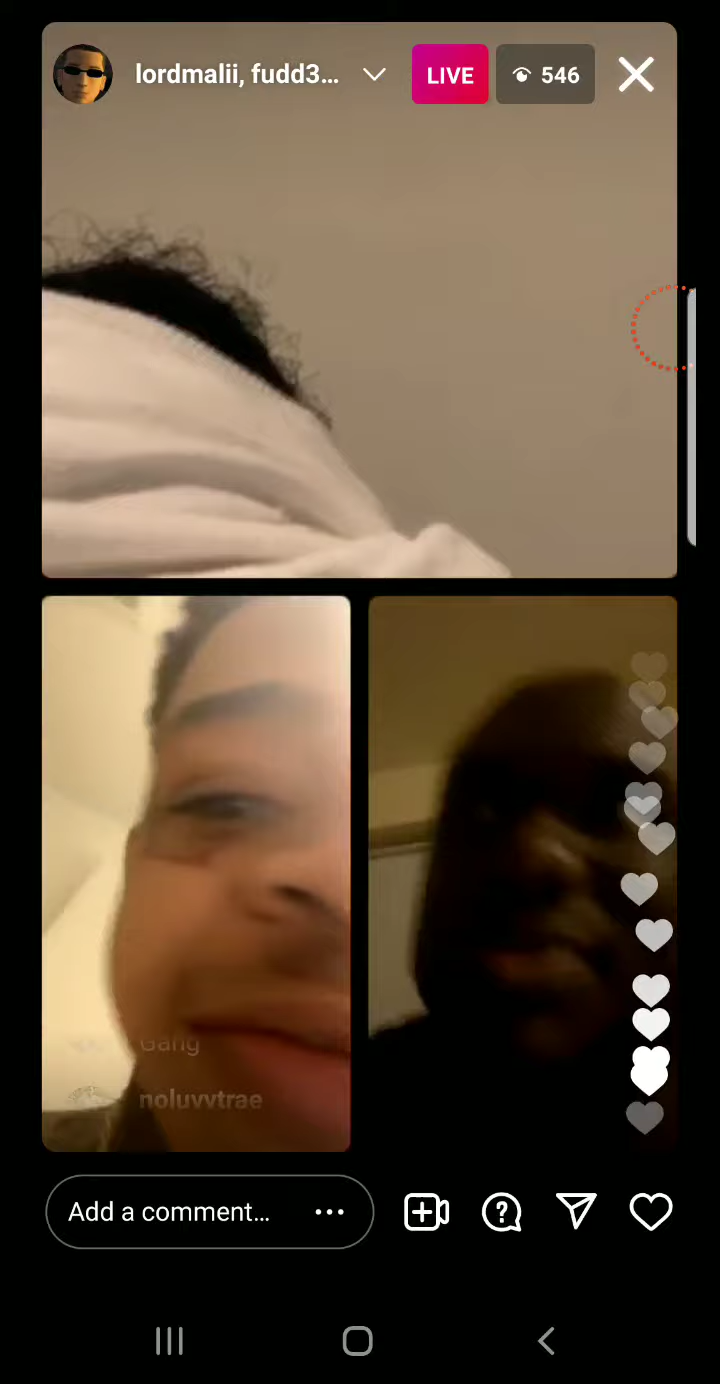 lordmalii, fudd3...
LIVE
546
Gang
noluvvtrae
Add a comment...